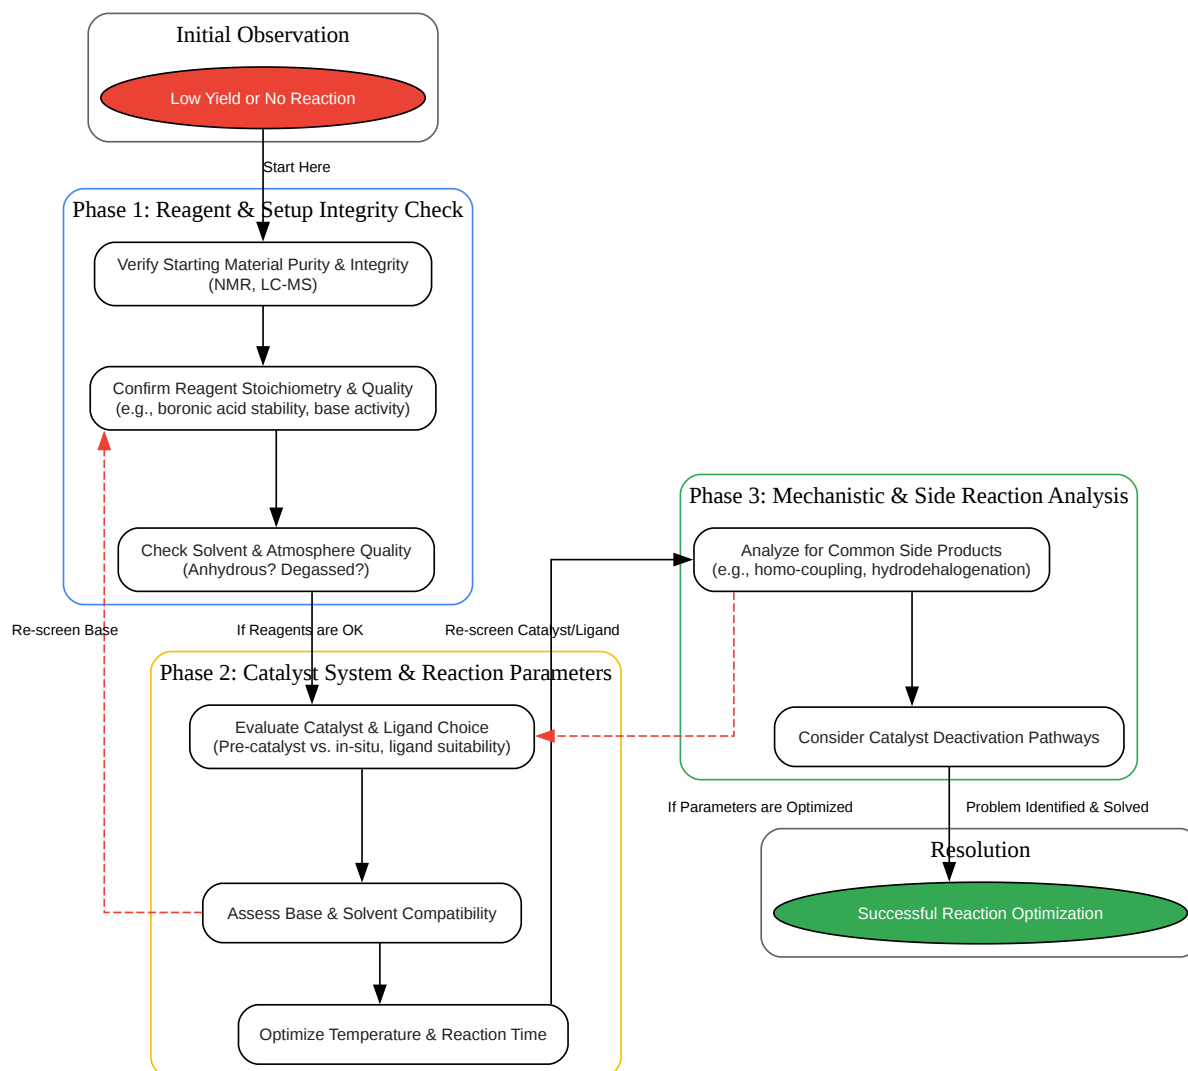 Initial Observation
Low Yield or No Reaction
Start Here
Phase 1: Reagent & Setup Integrity Check
Verify Starting Material Purity & Integrity
(NMR, LC-MS)
Confirm Reagent Stoichiometry & Quality
(e.g., boronic acid stability, base activity)
Check Solvent & Atmosphere Quality
(Anhydrous? Degassed?)
Re-screen Base
If Reagents are OK
Re-screen Catalyst/Ligand
Phase 2: Catalyst System & Reaction Parameters
Evaluate Catalyst & Ligand Choice
(Pre-catalyst vs. in-situ, ligand suitability)
Assess Base & Solvent Compatibility
Optimize Temperature & Reaction Time
Phase 3: Mechanistic & Side Reaction Analysis
Analyze for Common Side Products
(e.g., homo-coupling, hydrodehalogenation)
Consider Catalyst Deactivation Pathways
If Parameters are Optimized
Problem Identified & Solved
Resolution
Successful Reaction Optimization